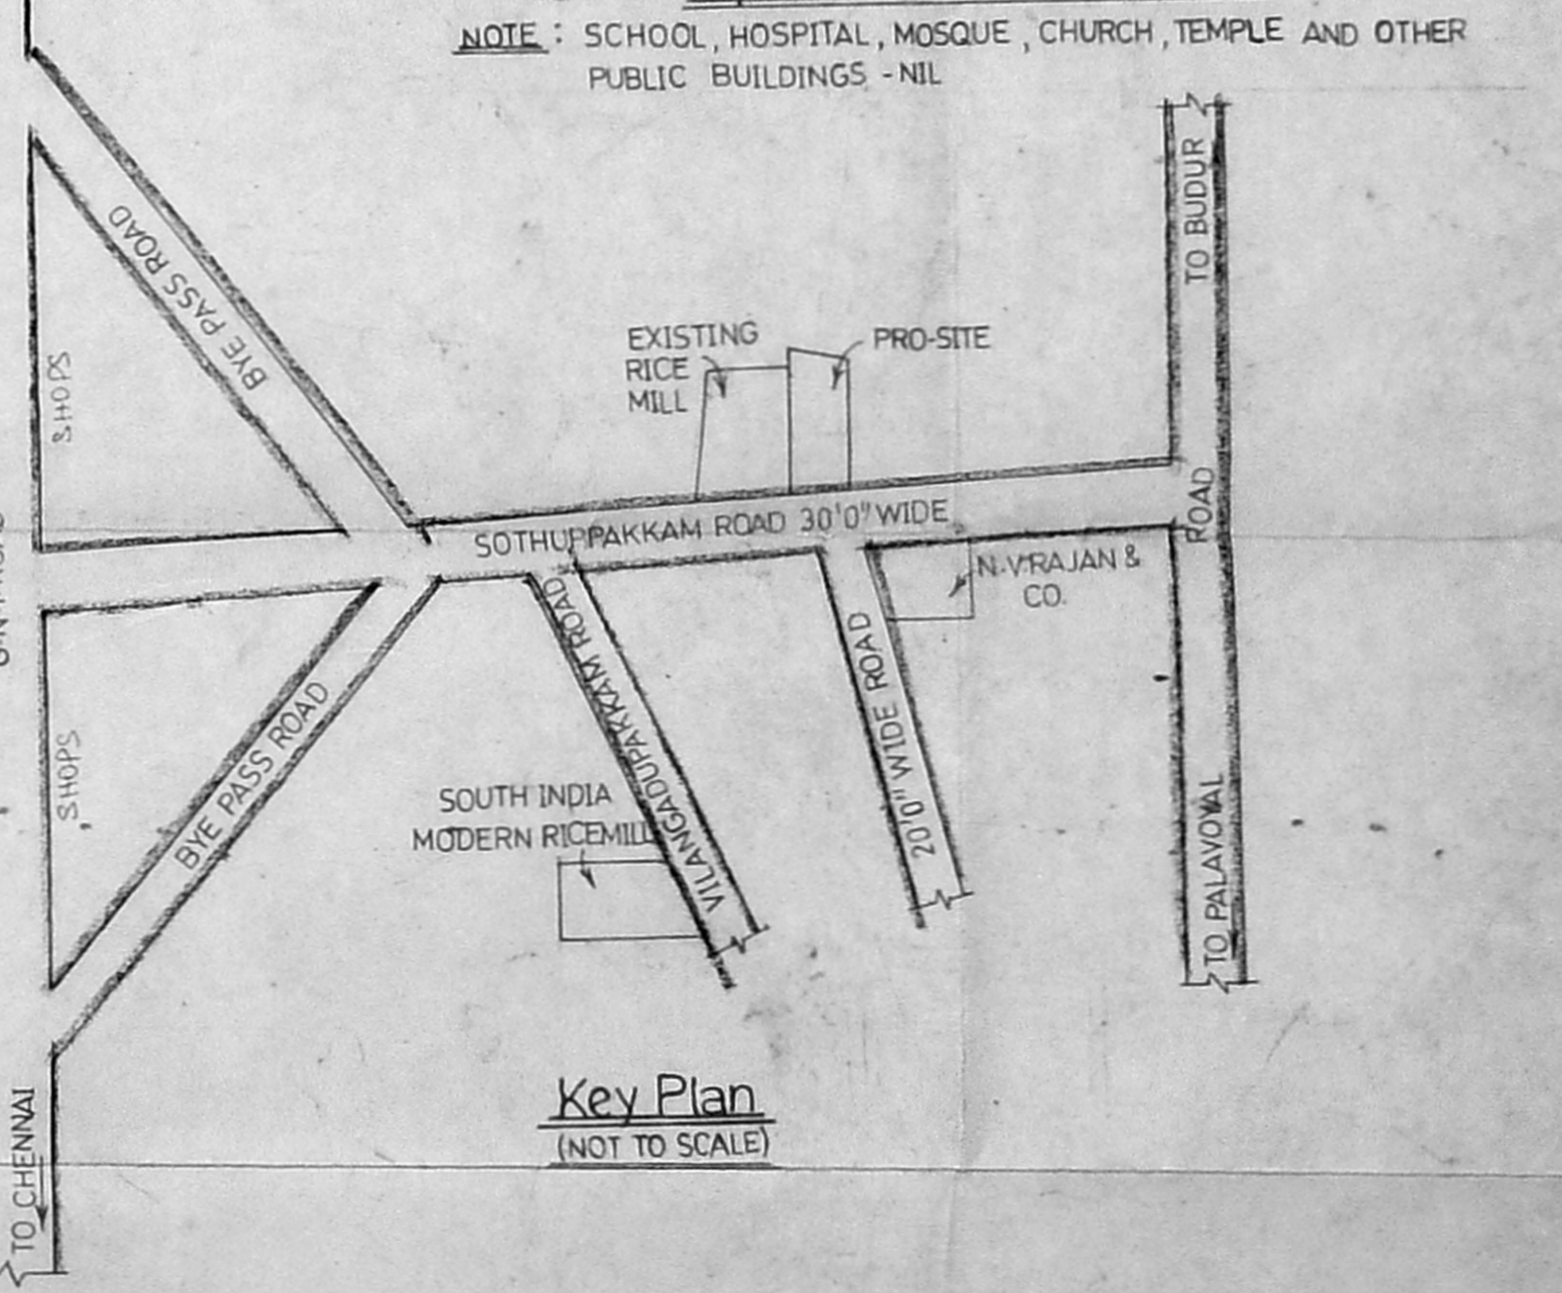 NOTE : SCHOOL, HOSPITAL, MOSQUE, CHURCH, TEMPLE AND OTHER
PUBLIC BUILDINGS - NIL
TO BUDUR
BYE PASS ROAD
SHOPS
EXISTING
RICE
MILL
PRO-SITE
ROAD
SOTHUPPAKKAM ROAD 30'0" WIDE
N.V.RAJAN &
CO.
VILANGADUPAKKAM ROAD
20'0" WIDE ROAD
BYE PASS ROAD
SHOPS
SOUTH INDIA
MODERN RICEMILL
TO PALAVOYAL
Key Plan
(NOT TO SCALE)
TO CHENNAI